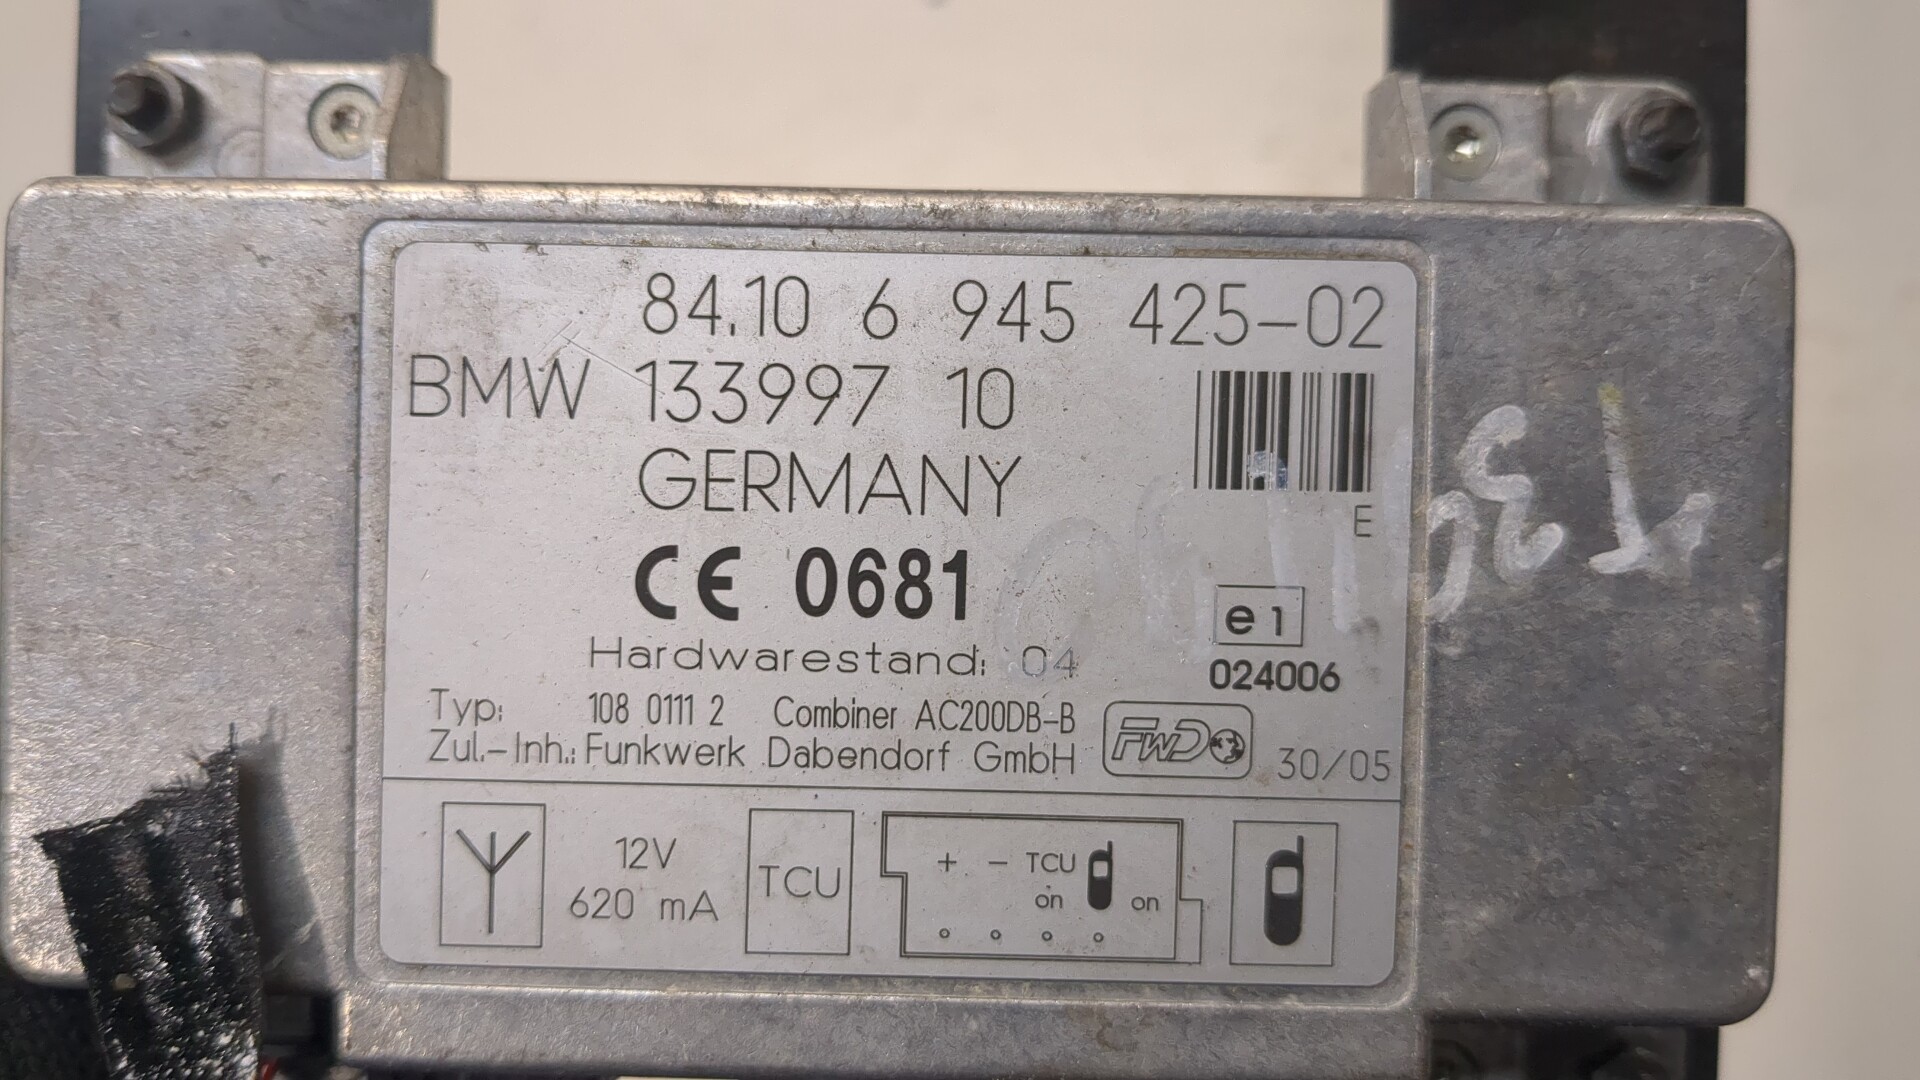 84.10 6 945 425-02
BMW 133997 10
GERMANY
E
CE 0681
e1
Hardwarestand: 04
024006
Typ: 108 0111 2 Combiner AC200DB-B
Zul.-Inh.: Funkwerk Dabendorf GmbH
FWD
30/05
12V
620 mA
TCU
+ - TCU
on on